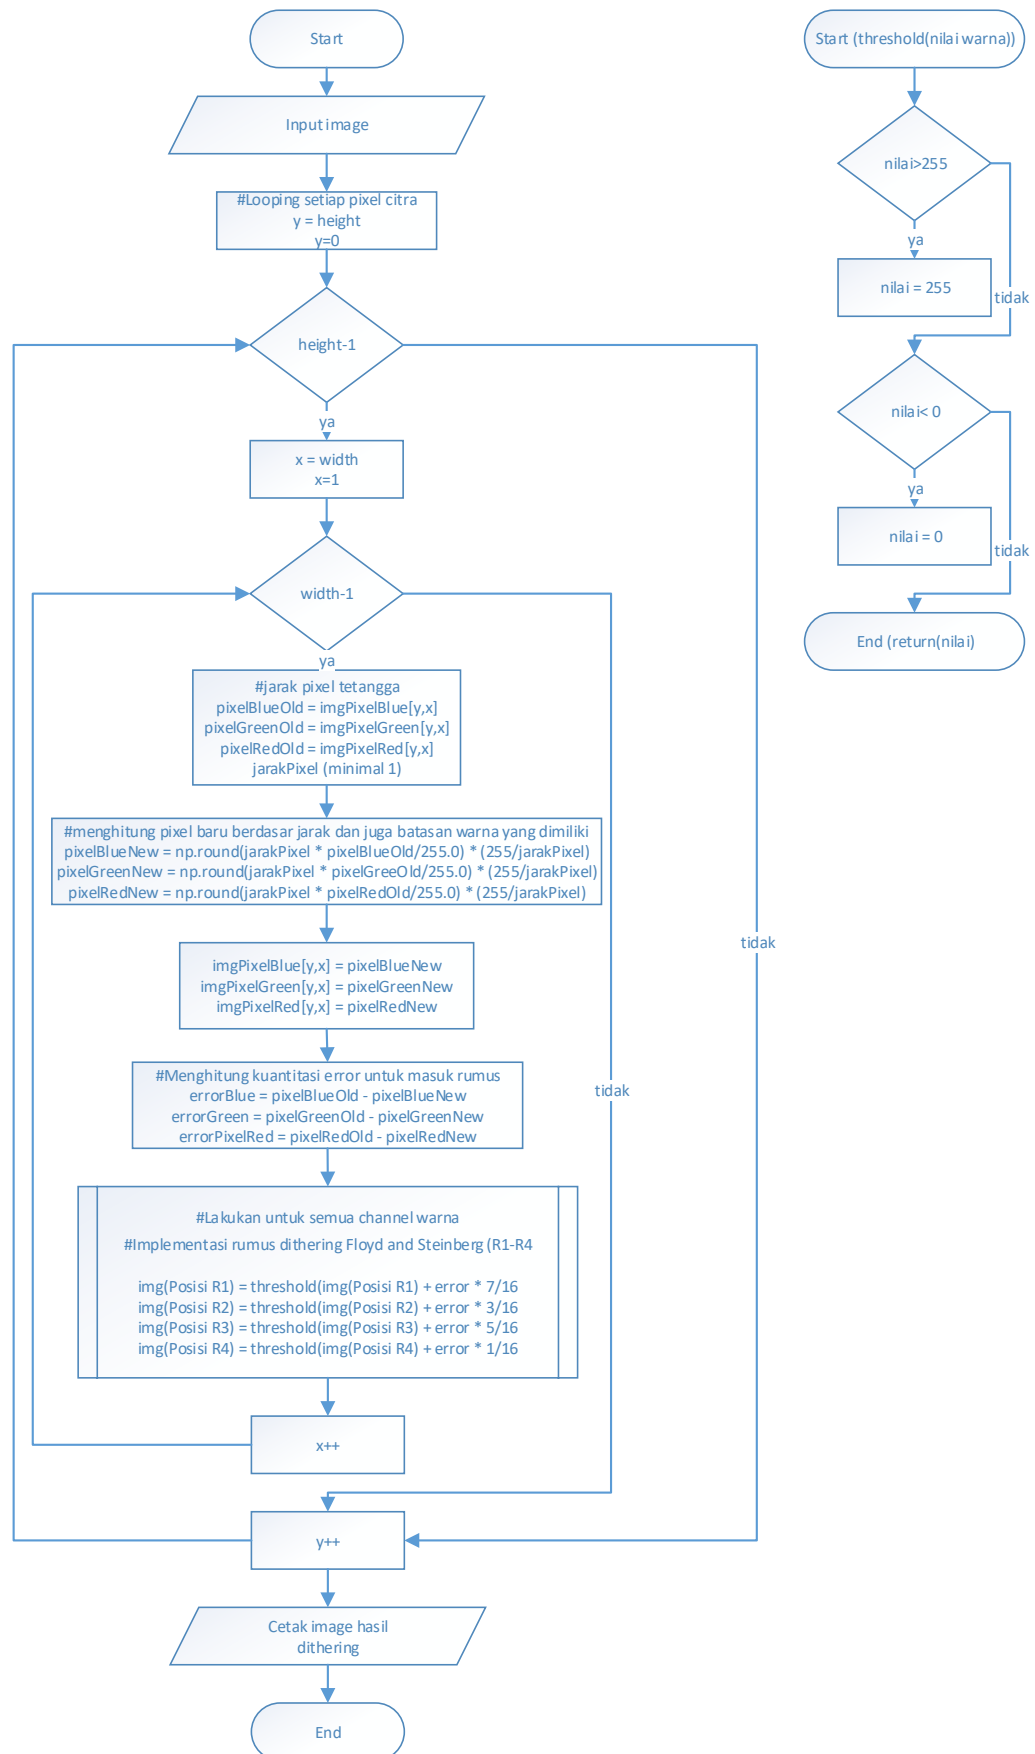 Start
Input image
#Looping setiap pixel citra
y = height
y=0
height-1
ya
x = width
x=1
width-1
ya
#jarak pixel tetangga
pixelBlueOld = imgPixelBlue[y,x]
pixelGreenOld = imgPixelGreen[y,x]
pixelRedOld = imgPixelRed[y,x]
jarakPixel (minimal 1)
#menghitung pixel baru berdasar jarak dan juga batasan warna yang dimiliki
pixelBlueNew = np.round(jarakPixel * pixelBlueOld/255.0) * (255/jarakPixel)
pixelGreenNew = np.round(jarakPixel * pixelGreeOld/255.0) * (255/jarakPixel)
pixelRedNew = np.round(jarakPixel * pixelRedOld/255.0) * (255/jarakPixel)
imgPixelBlue[y,x] = pixelBlueNew
imgPixelGreen[y,x] = pixelGreenNew
imgPixelRed[y,x] = pixelRedNew
#Menghitung kuantitasi error untuk masuk rumus
errorBlue = pixelBlueOld - pixelBlueNew
errorGreen = pixelGreenOld - pixelGreenNew
errorPixelRed = pixelRedOld - pixelRedNew
#Lakukan untuk semua channel warna
#Implementasi rumus dithering Floyd and Steinberg (R1-R4
img(Posisi R1) = threshold(img(Posisi R1) + error * 7/16
img(Posisi R2) = threshold(img(Posisi R2) + error * 3/16
img(Posisi R3) = threshold(img(Posisi R3) + error * 5/16
img(Posisi R4) = threshold(img(Posisi R4) + error * 1/16
x++
tidak
y++
tidak
Cetak image hasil
dithering
End
Start (threshold(nilai warna))
nilai>255
ya
nilai = 255
tidak
nilai< 0
ya
nilai = 0
tidak
End (return(nilai)